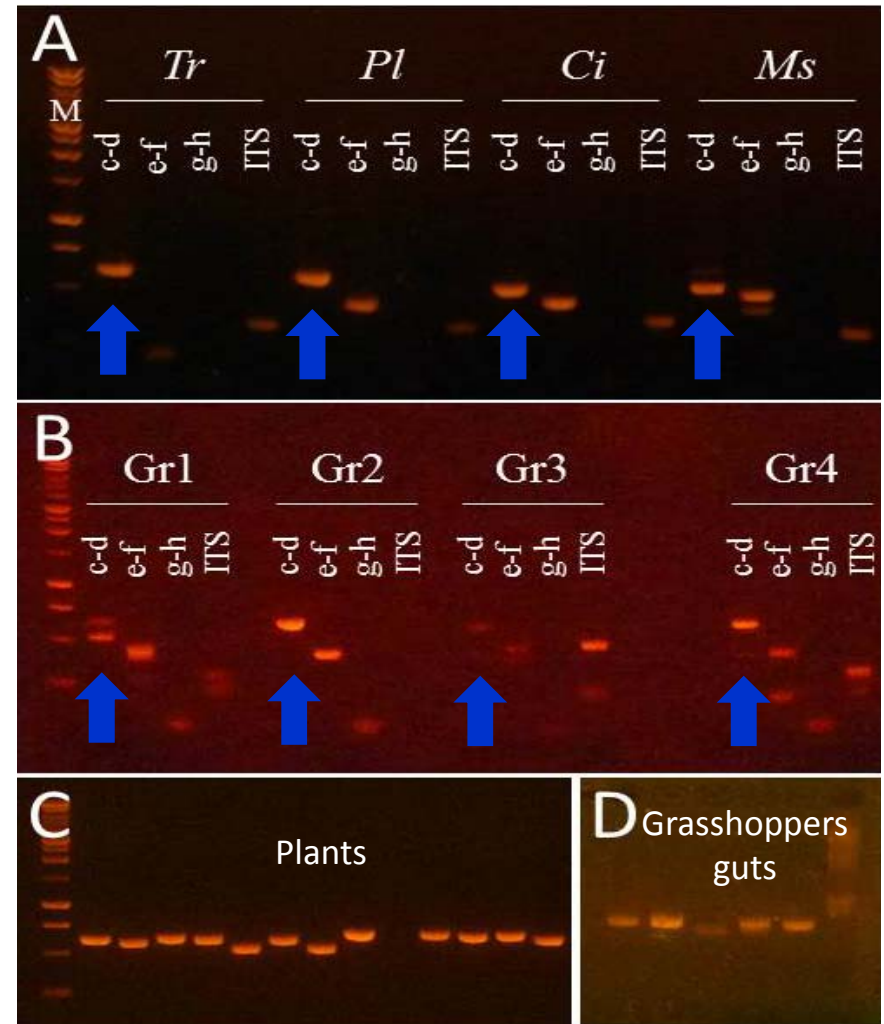 A
Tr Pl Ci Ms
M
c-d e-f g-h ITS c-d e-f g-h ITS c-d e-f g-h ITS c-d e-f g-h ITS
B
Gr1 Gr2 Gr3 Gr4
c-d e-f g-h ITS c-d e-f g-h ITS c-d e-f g-h ITS c-d e-f g-h ITS
C
Plants
D
Grasshoppers
guts